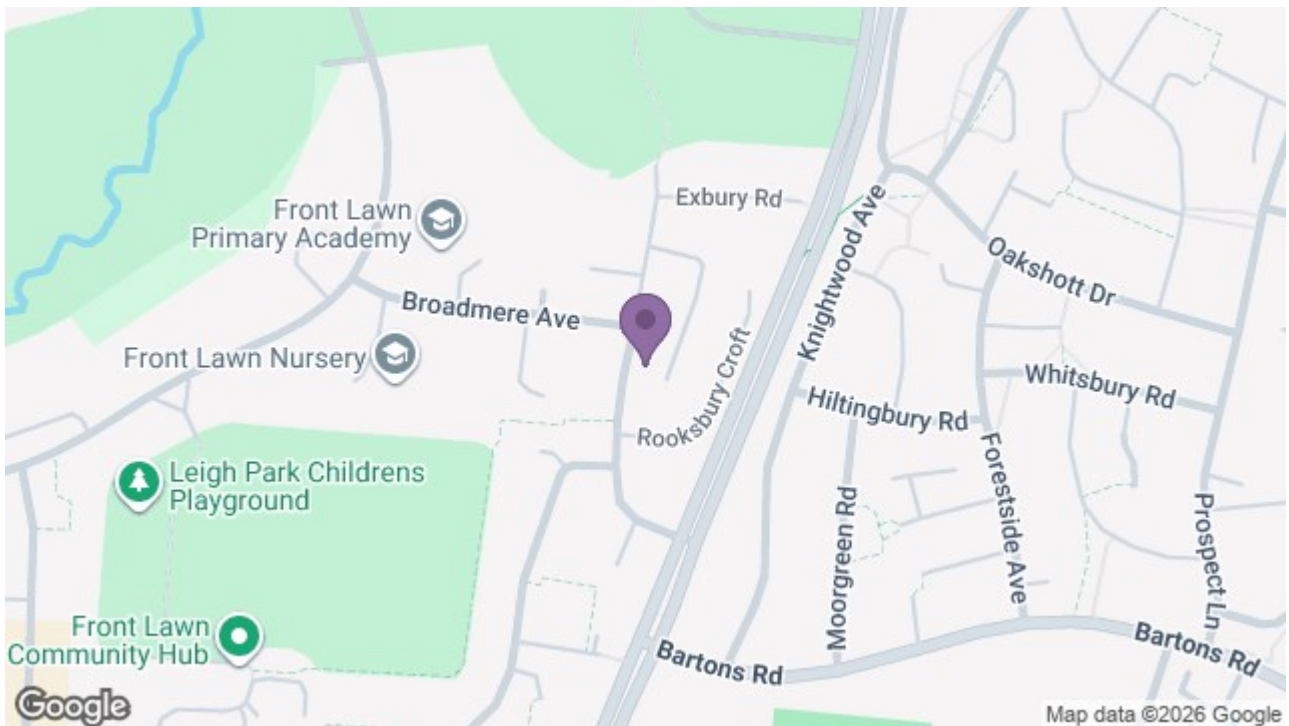 Exbury Rd
Front Lawn
Primary Academy
Knightwood Ave
Oakshott Dr
Broadmere Ave
Front Lawn Nursery
Rooksbury Croft
Whitsbury Rd
Hiltingbury Rd
Leigh Park Childrens
Playground
Forestside Ave
Moorgreen Rd
Prospect Ln
Front Lawn
Community Hub
Bartons Rd
Bartons Rd
Google
Map data ©2026 Google